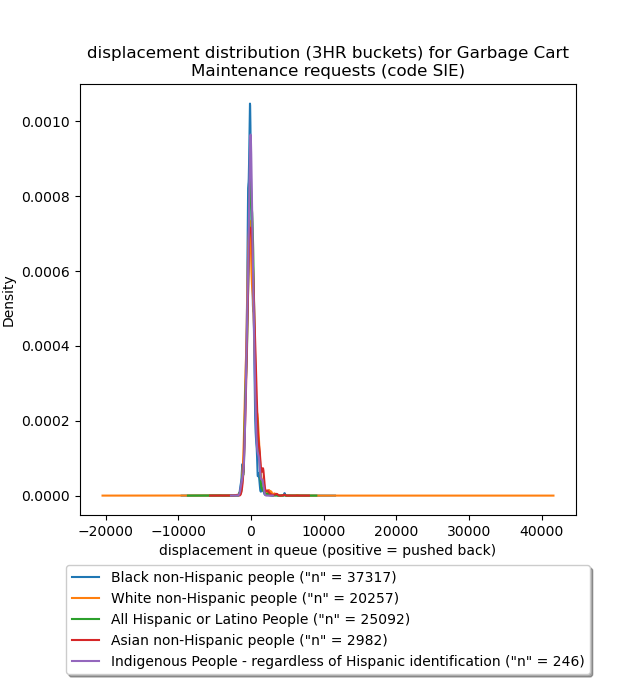 displacement distribution (3HR buckets) for Garbage Cart
Maintenance requests (code SIE)
Density
0.0010
0.0008
0.0006
0.0004
0.0002
0.0000
−20000 −10000 0 10000 20000 30000 40000
displacement in queue (positive = pushed back)
Black non-Hispanic people ("n" = 37317)
White non-Hispanic people ("n" = 20257)
All Hispanic or Latino People ("n" = 25092)
Asian non-Hispanic people ("n" = 2982)
Indigenous People - regardless of Hispanic identification ("n" = 246)